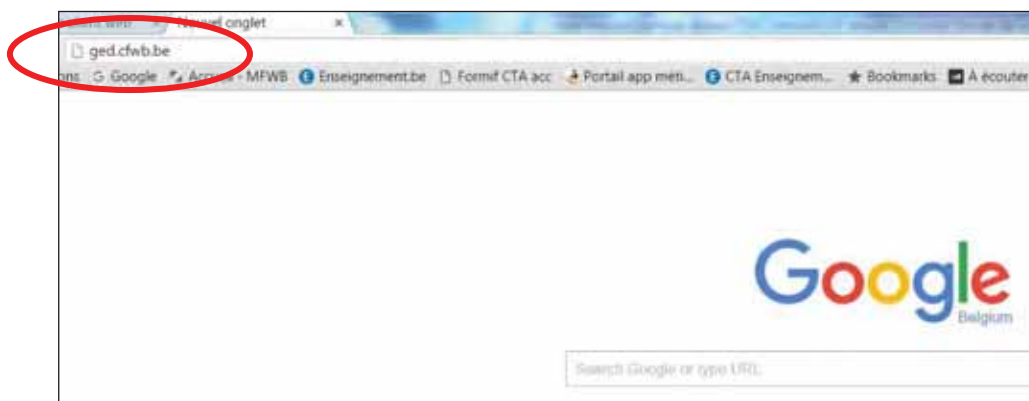 Nouvel onglet
ged.cfwb.be
Google Accueil - MFWB Enseignement.be Formif CTA acc Portail app méti... CTA Enseignem... Bookmarks À écouter
Google
Belgium
Search Google or type URL